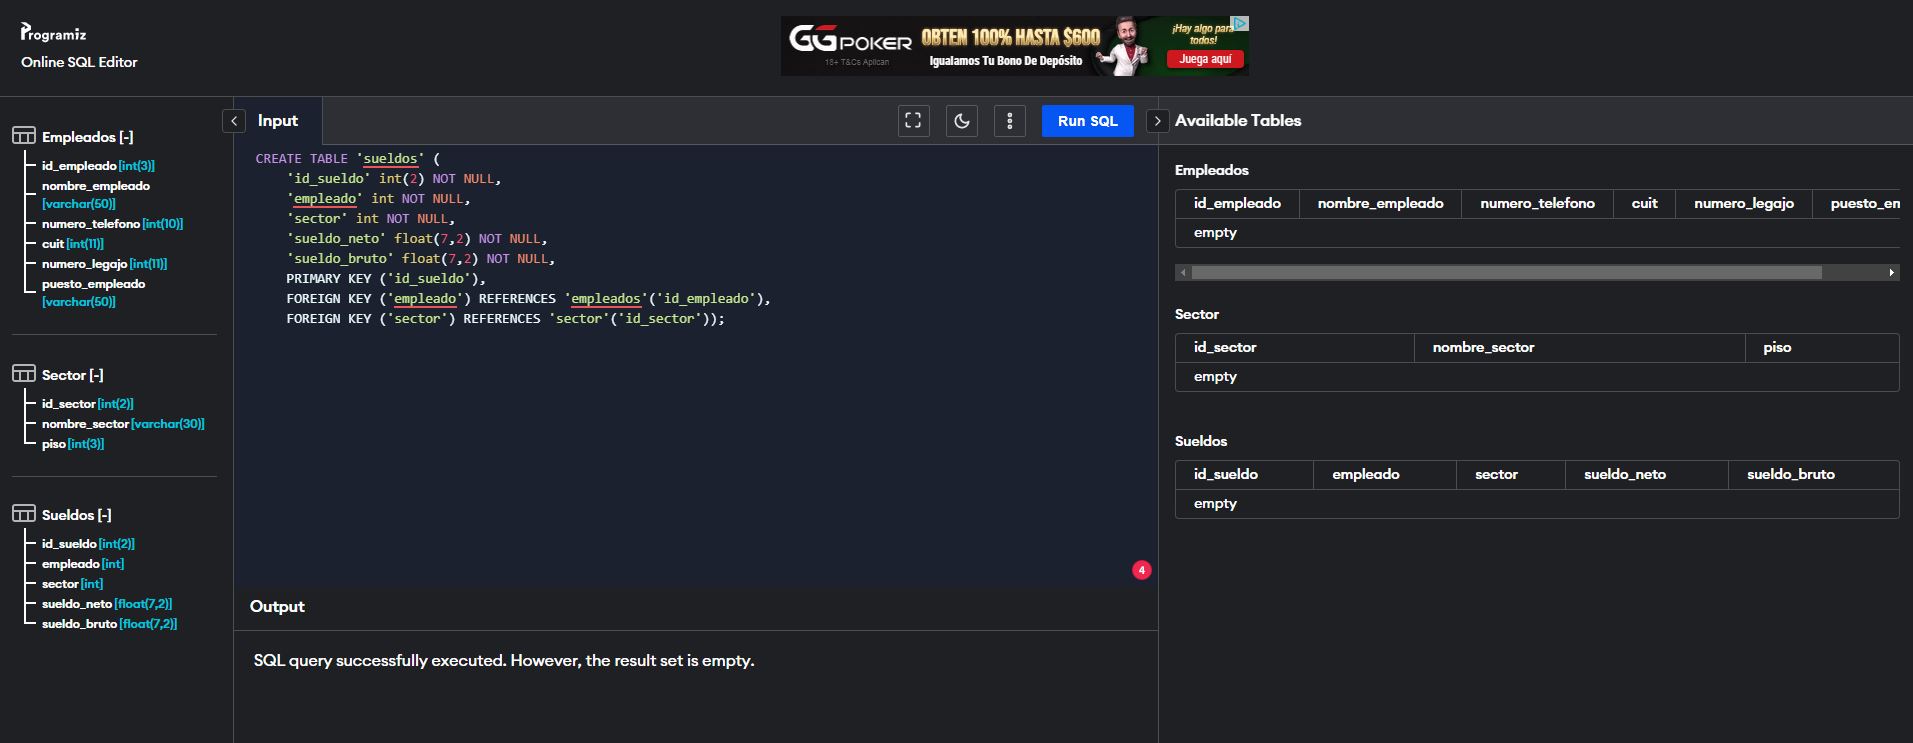 Programiz
Online SQL Editor
GGPOKER
18+ T&Cs Aplican
OBTEN 100% HASTA $600
Igualamos Tu Bono De Depósito
¡Hay algo para
todos!
Juega aquí
Empleados [-]
id_empleado [int(3)]
nombre_empleado
[varchar(50)]
numero_telefono [int(10)]
cuit [int(11)]
numero_legajo [int(11)]
puesto_empleado
[varchar(50)]
Sector [-]
id_sector [int(2)]
nombre_sector [varchar(30)]
piso [int(3)]
Sueldos [-]
id_sueldo [int(2)]
empleado [int]
sector [int]
sueldo_neto [float(7,2)]
sueldo_bruto [float(7,2)]
Input
Run SQL
CREATE TABLE 'sueldos' (
'id_sueldo' int(2) NOT NULL,
'empleado' int NOT NULL,
'sector' int NOT NULL,
'sueldo_neto' float(7,2) NOT NULL,
'sueldo_bruto' float(7,2) NOT NULL,
PRIMARY KEY ('id_sueldo'),
FOREIGN KEY ('empleado') REFERENCES 'empleados'('id_empleado'),
FOREIGN KEY ('sector') REFERENCES 'sector'('id_sector'));
4
Output
SQL query successfully executed. However, the result set is empty.
Available Tables
Empleados
id_empleado nombre_empleado numero_telefono cuit numero_legajo puesto_en
empty
Sector
id_sector nombre_sector piso
empty
Sueldos
id_sueldo empleado sector sueldo_neto sueldo_bruto
empty